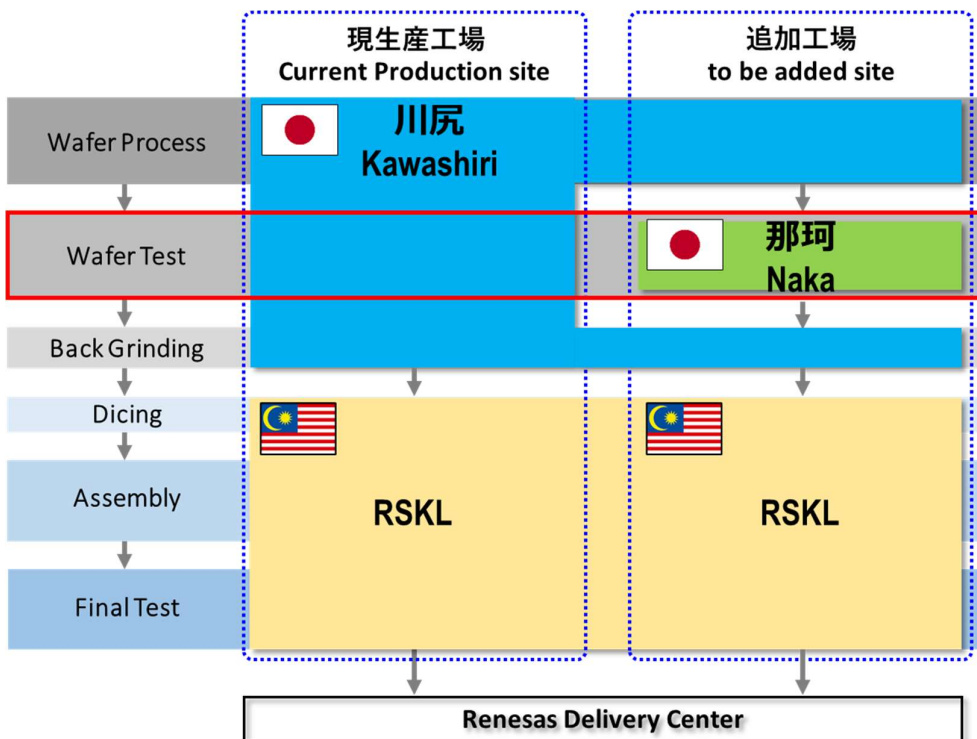 現生産工場
Current Production site
追加工場
to be added site
Wafer Process
川尻
Kawashiri
Wafer Test
那珂
Naka
Back Grinding
Dicing
Assembly
RSKL
RSKL
Final Test
Renesas Delivery Center